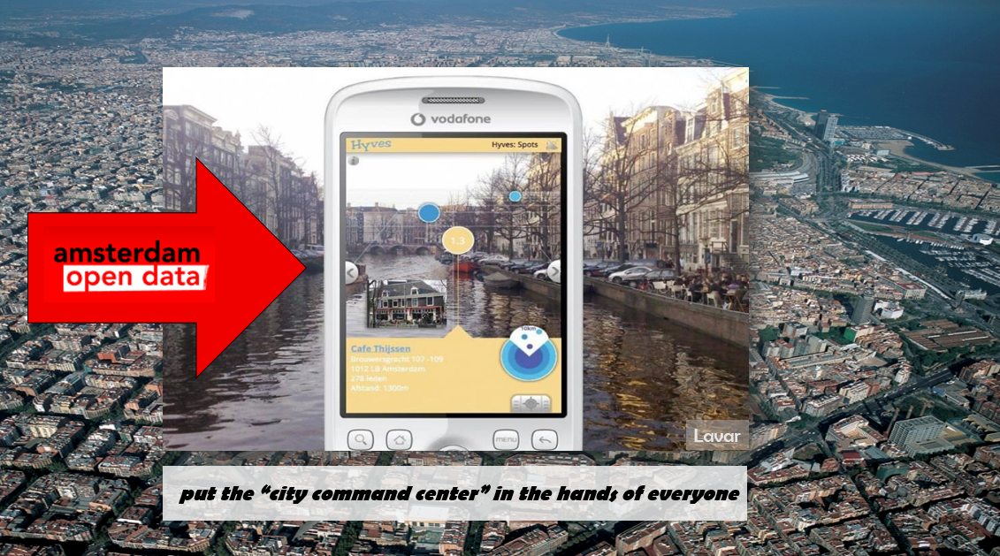 vodafone
Hyves
Hyves: Spots
1.3
amsterdam
open data
10km
Cafe Thijssen
Brouwersgracht 107 -109
1012 LB Amsterdam
278 leden
Afstand: 1300m
menu
Lavar
put the “city command center” in the hands of everyone